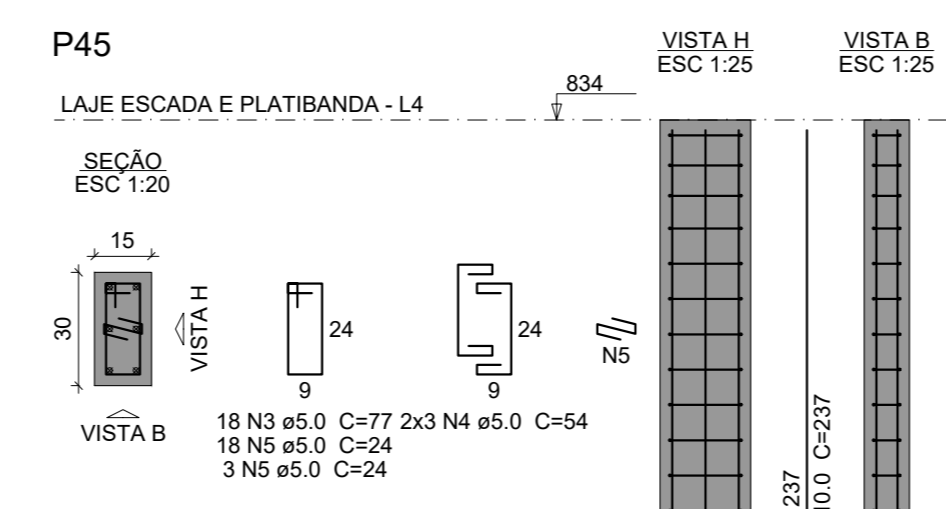 P45
VISTA H
ESC 1:25
VISTA B
ESC 1:25
834
LAJE ESCADA E PLATIBANDA - L4
SEÇÃO
ESC 1:20
15
30
VISTA H
VISTA B
24
9
24
9
N5
18 N3 ø5.0 C=77
2x3 N4 ø5.0 C=54
18 N5 ø5.0 C=24
3 N5 ø5.0 C=24
237
10.0 C=237